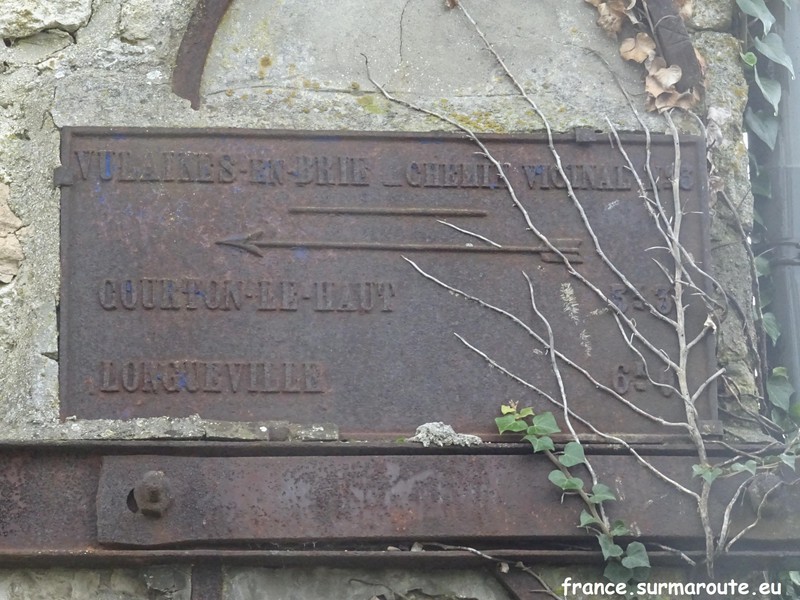 VULAINES-EN-BRIE CHEMIN VICINAL
COURTON-LE-HAUT
LONGUEVILLE
france.surmaroute.eu